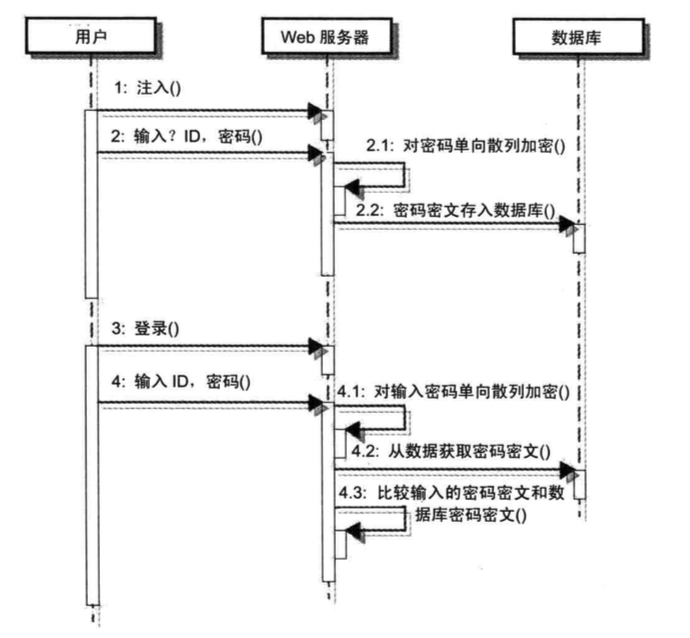 用户
Web 服务器
数据库
1: 注入()
2: 输入? ID, 密码()
2.1: 对密码单向散列加密()
2.2: 密码密文存入数据库()
3: 登录()
4: 输入 ID, 密码()
4.1: 对输入密码单向散列加密()
4.2: 从数据获取密码密文()
4.3: 比较输入的密码密文和数
据库密码密文()